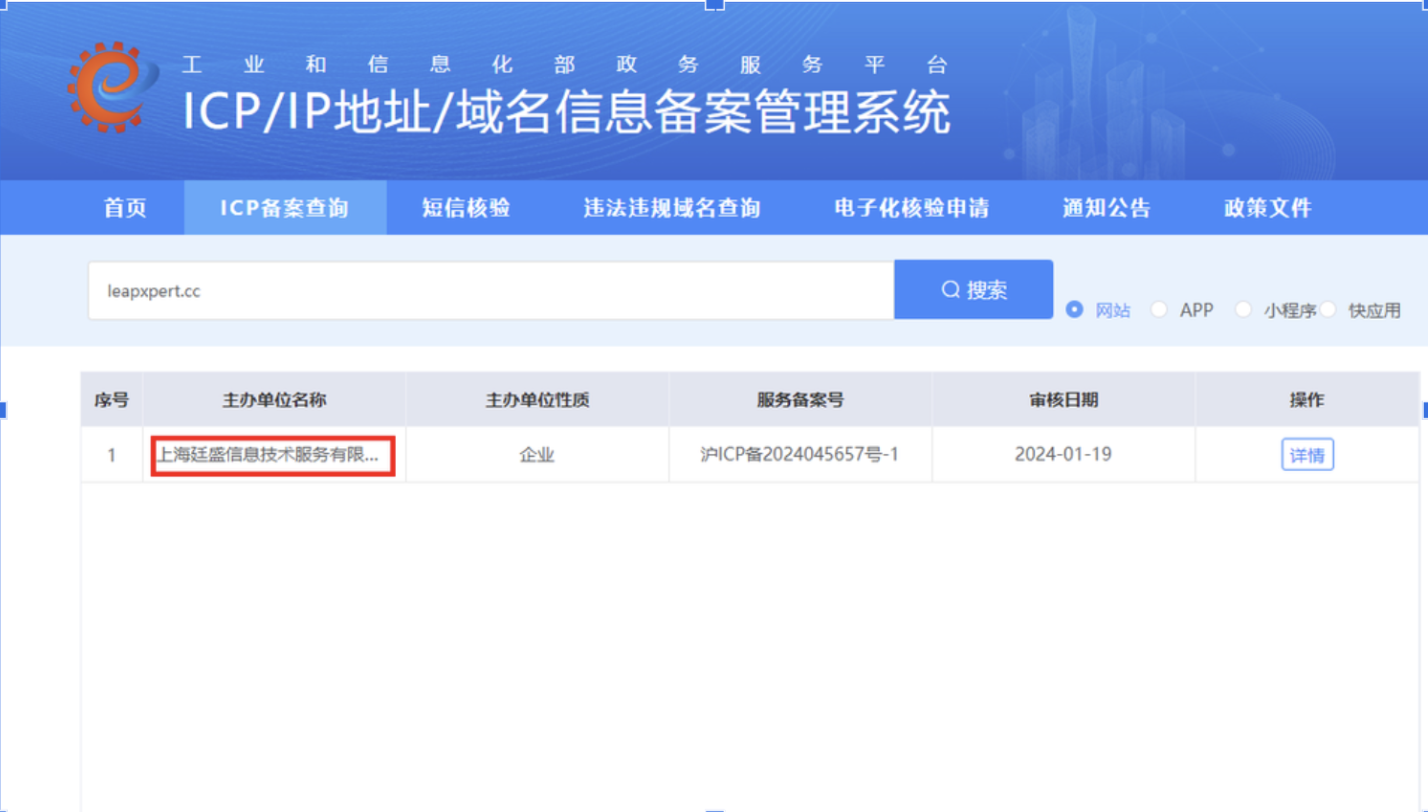 工业和信息化部政务服务平台
ICP/IP地址/域名信息备案管理系统
首页 ICP备案查询 短信核验 违法违规域名查询 电子化核验申请 通知公告 政策文件
leapxpert.cc 搜索 网站 APP 小程序 快应用
序号 主办单位名称 主办单位性质 服务备案号 审核日期 操作
1 上海廷盛信息技术服务有限... 企业 沪ICP备2024045657号-1 2024-01-19 详情